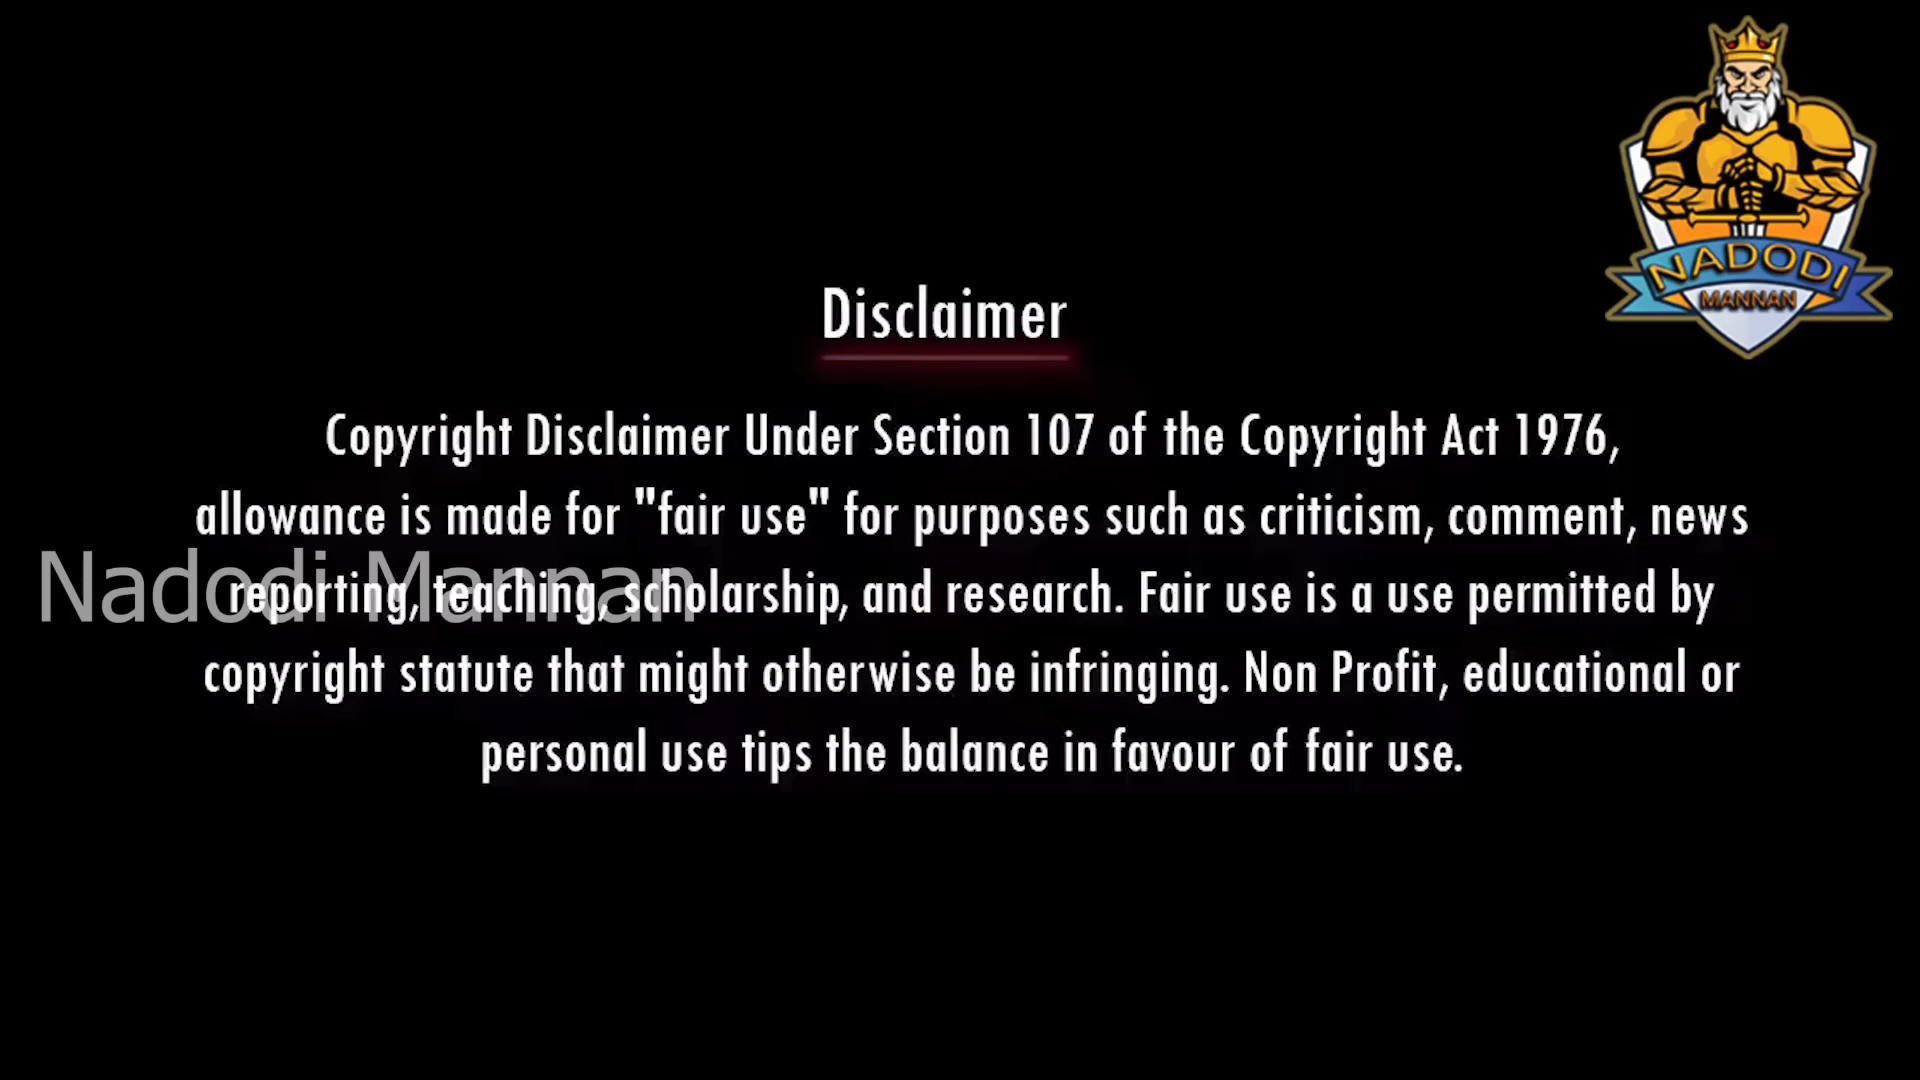 NADODI
MANNAN
Disclaimer
Copyright Disclaimer Under Section 107 of the Copyright Act 1976,
allowance is made for "fair use" for purposes such as criticism, comment, news
reporting, teaching, scholarship, and research. Fair use is a use permitted by
copyright statute that might otherwise be infringing. Non Profit, educational or
personal use tips the balance in favour of fair use.
Nadodi Mannan